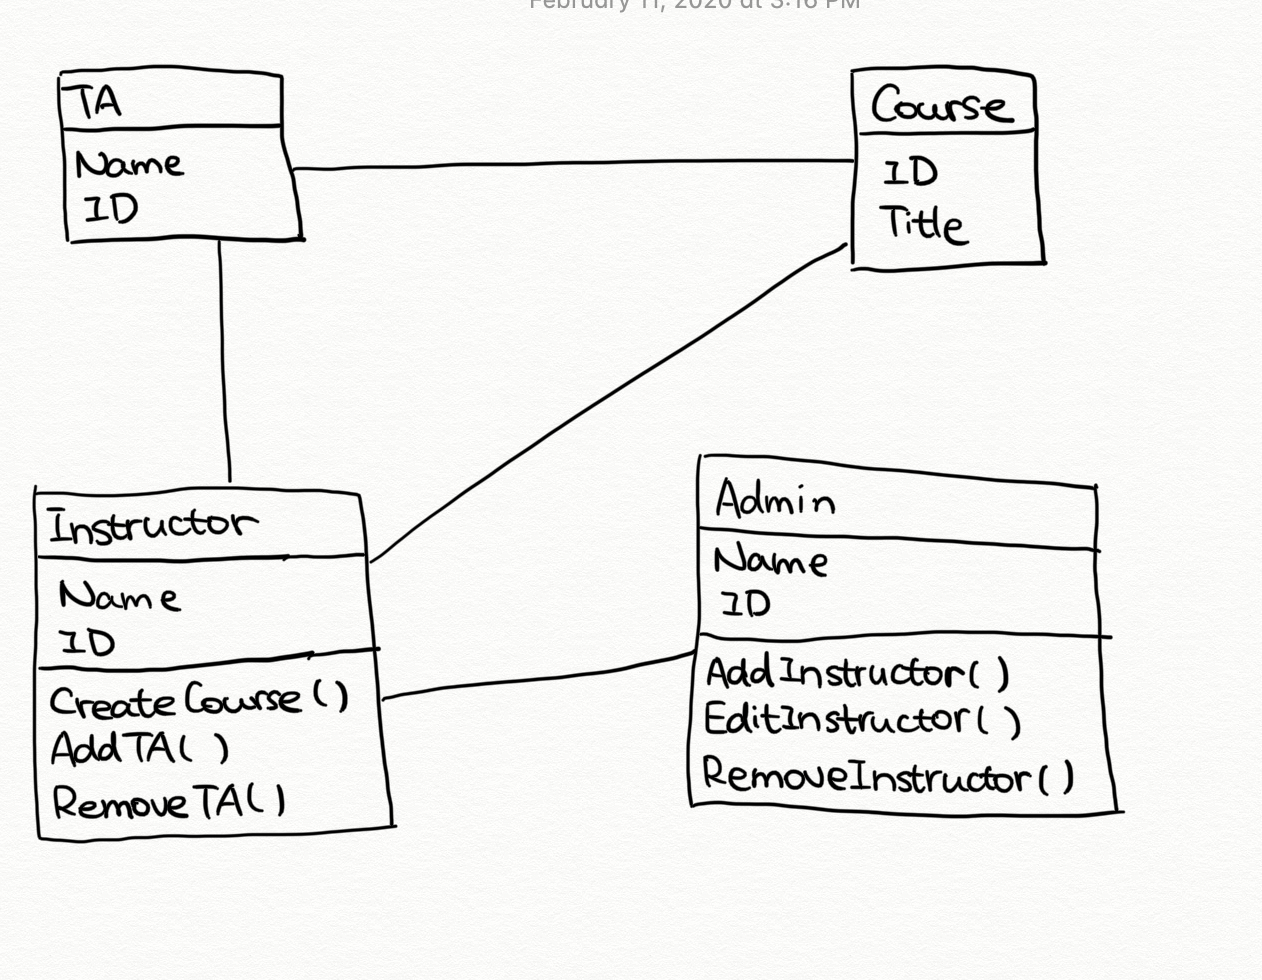 February 11, 2020 at 3:16 PM
TA
Name
ID
Course
ID
Title
Instructor
Name
ID
CreateCourse()
AddTA( )
RemoveTA()
Admin
Name
ID
AddInstructor( )
EditInstructor( )
RemoveInstructor( )